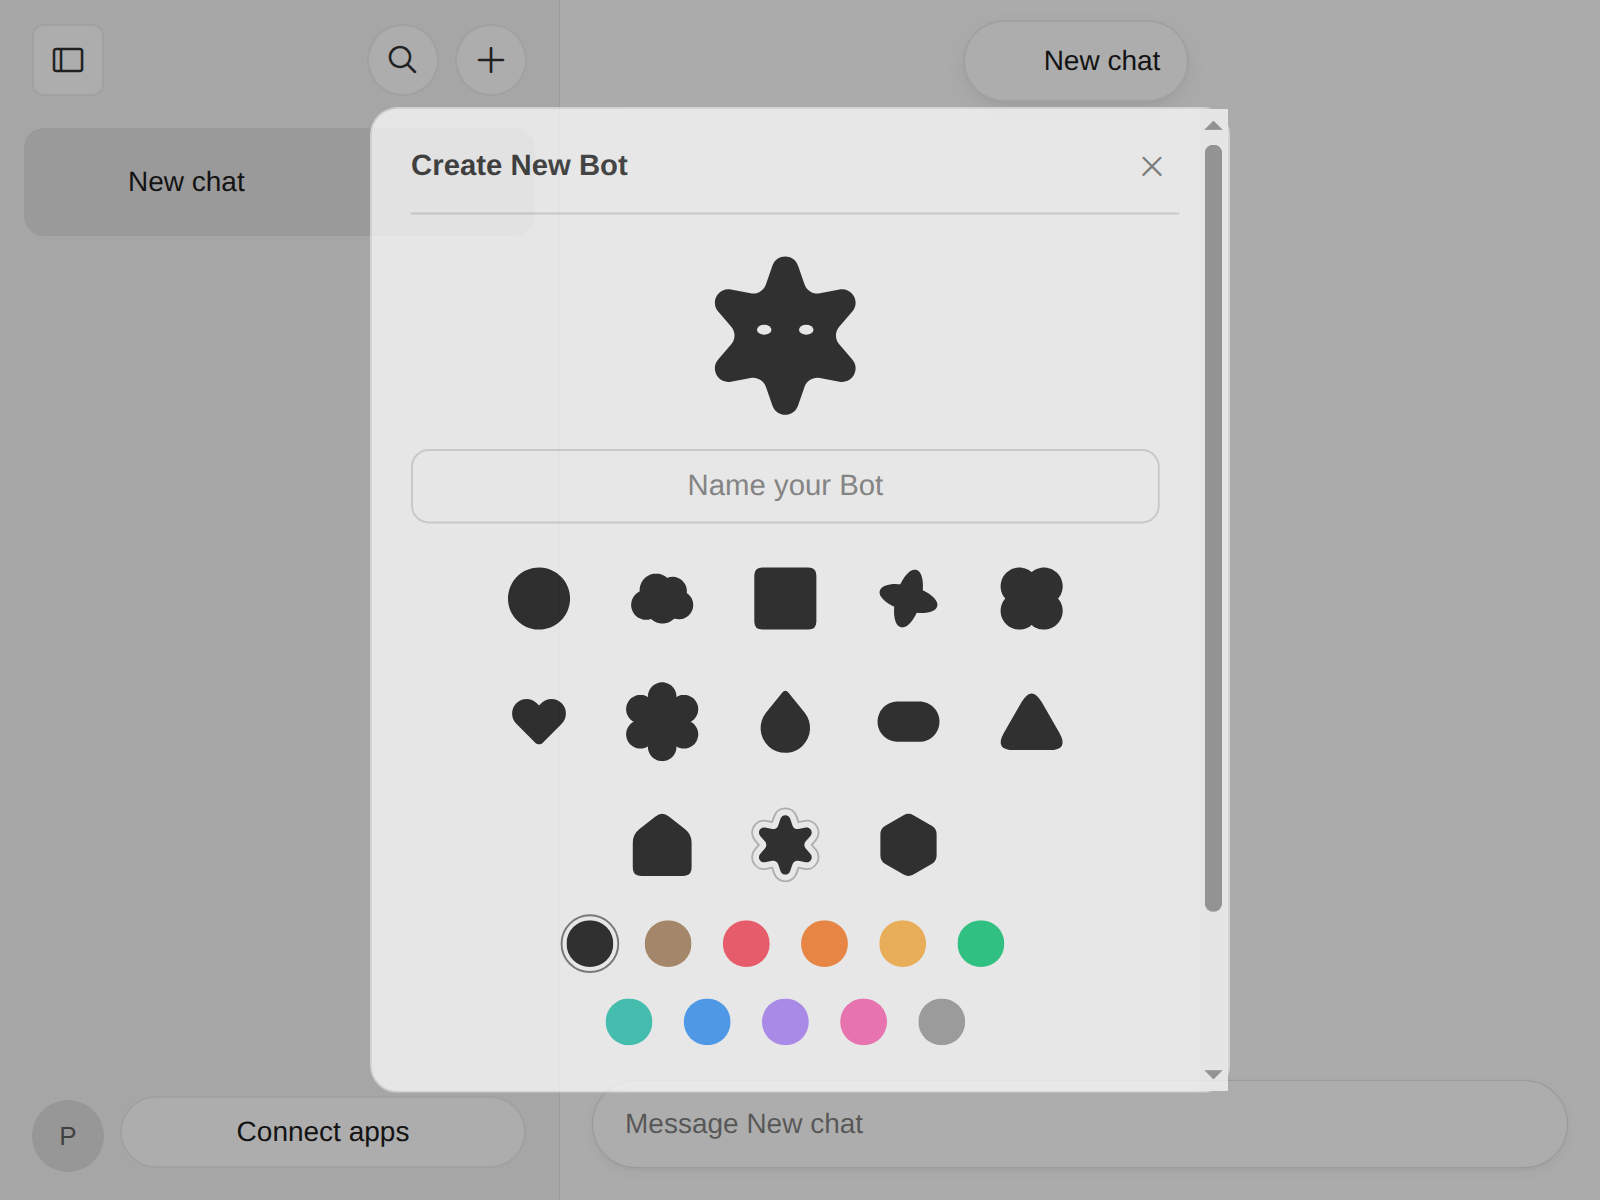 New chat
New chat
Create New Bot
Name your Bot
P
Connect apps
Message New chat